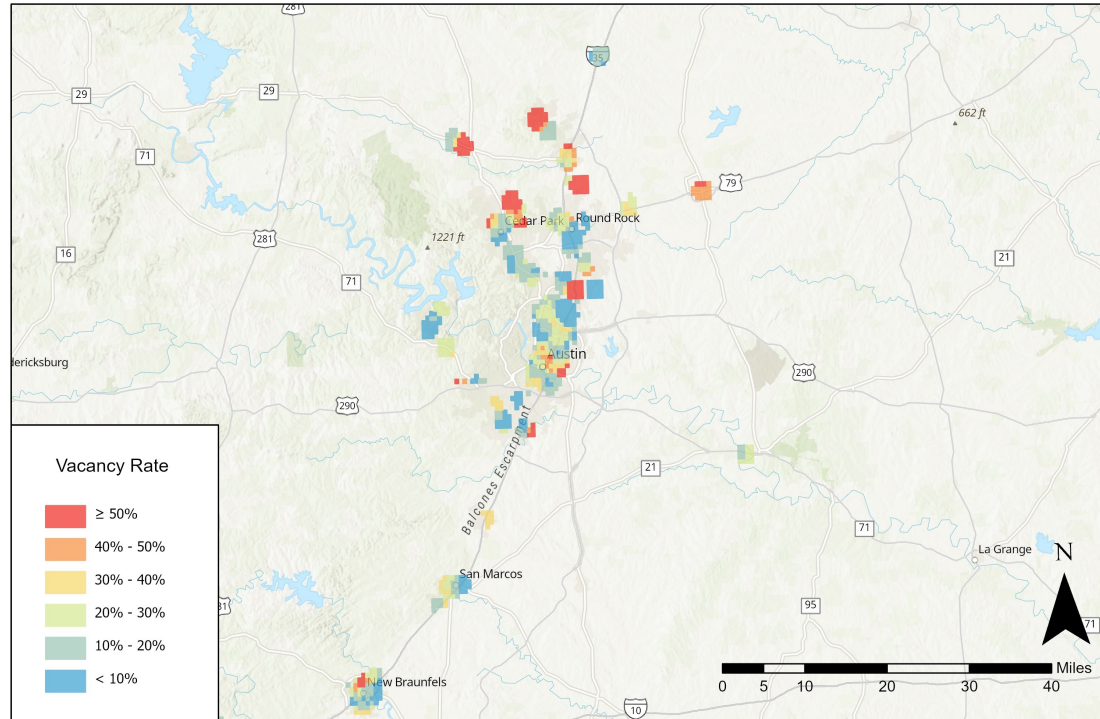 281
29
29
35
662 ft
71
79
Cedar Park
Round Rock
1221 ft
281
16
71
21
Austin
dericksburg
290
290
Balcones Escarpment
21
71
La Grange
San Marcos
95
71
New Braunfels
10
Vacancy Rate
≥ 50%
40% - 50%
30% - 40%
20% - 30%
10% - 20%
< 10%
N
Miles
0 5 10 20 30 40